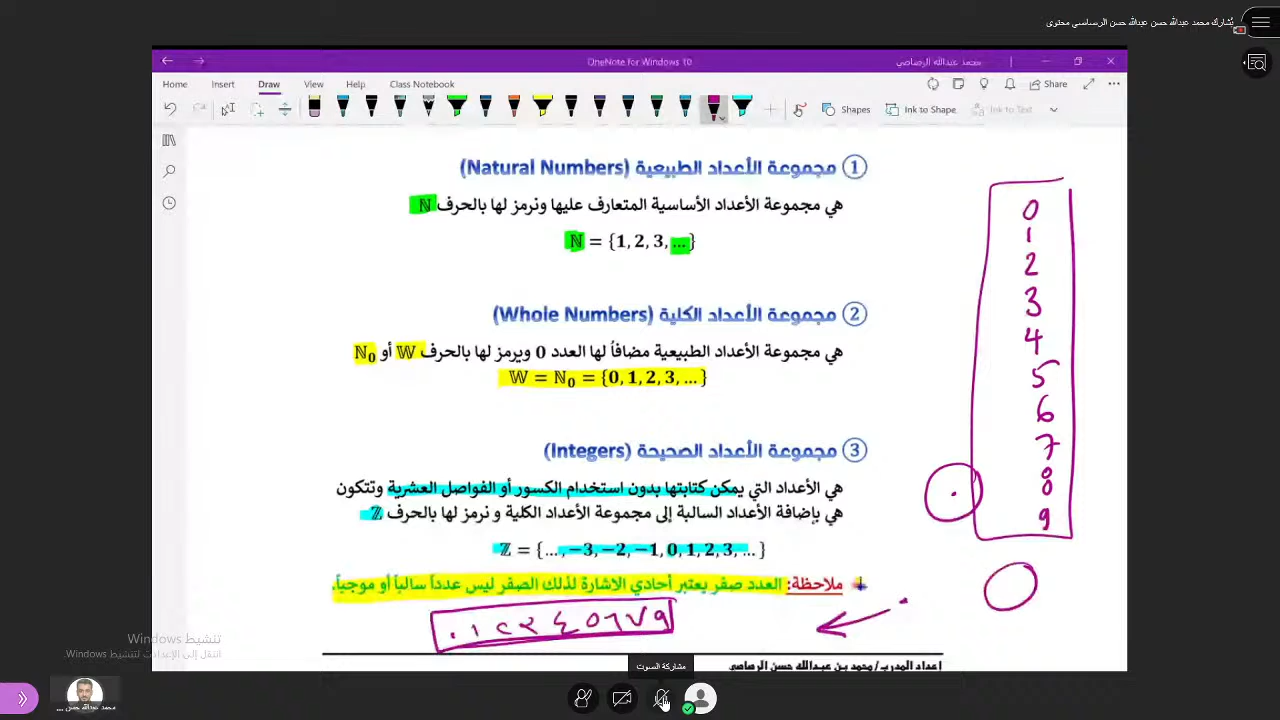 يُشارك محمد عبدالله حسن عبدالله حسن الرصاصي محتوى
OneNote for Windows 10
محمد عبدالله الرصاصي
Home Insert Draw View Help Class Notebook Share
Shapes Ink to Shape Ink to Text
① مجموعة الأعداد الطبيعية (Natural Numbers)
هي مجموعة الأعداد الأساسية المتعارف عليها ونرمز لها بالحرف ℕ
ℕ = {1, 2, 3, …}
② مجموعة الأعداد الكلية (Whole Numbers)
هي مجموعة الأعداد الطبيعية مضافاً لها العدد 0 ويرمز لها بالحرف 𝕎 أو ℕ₀
𝕎 = ℕ₀ = {0, 1, 2, 3, …}
③ مجموعة الأعداد الصحيحة (Integers)
هي الأعداد التي يمكن كتابتها بدون استخدام الكسور أو الفواصل العشرية وتتكون
هي بإضافة الأعداد السالبة إلى مجموعة الأعداد الكلية و نرمز لها بالحرف ℤ
ℤ = {…, −3, −2, −1, 0, 1, 2, 3, …}
ملاحظة: العدد صفر يعتبر أحادي الاشارة لذلك الصفر ليس عدداً سالباً أو موجباً.
0
1
2
3
4
5
6
7
8
9
اعداد المدرب/ محمد بن عبدالله حسن الرصاصي
تنشيط Windows
انتقل إلى الإعدادات لتنشيط Windows.
مشاركة الصوت
محمد عبدالله حسن ...